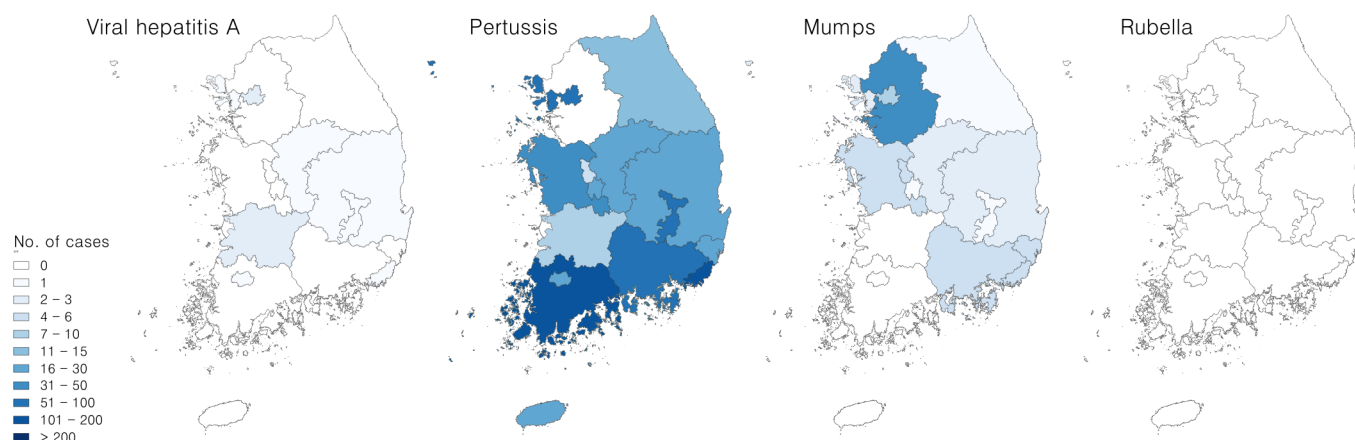 Viral hepatitis A
Pertussis
Mumps
Rubella
No. of cases
0
1
2 – 3
4 – 6
7 – 10
11 – 15
16 – 30
31 – 50
51 – 100
101 – 200
> 200